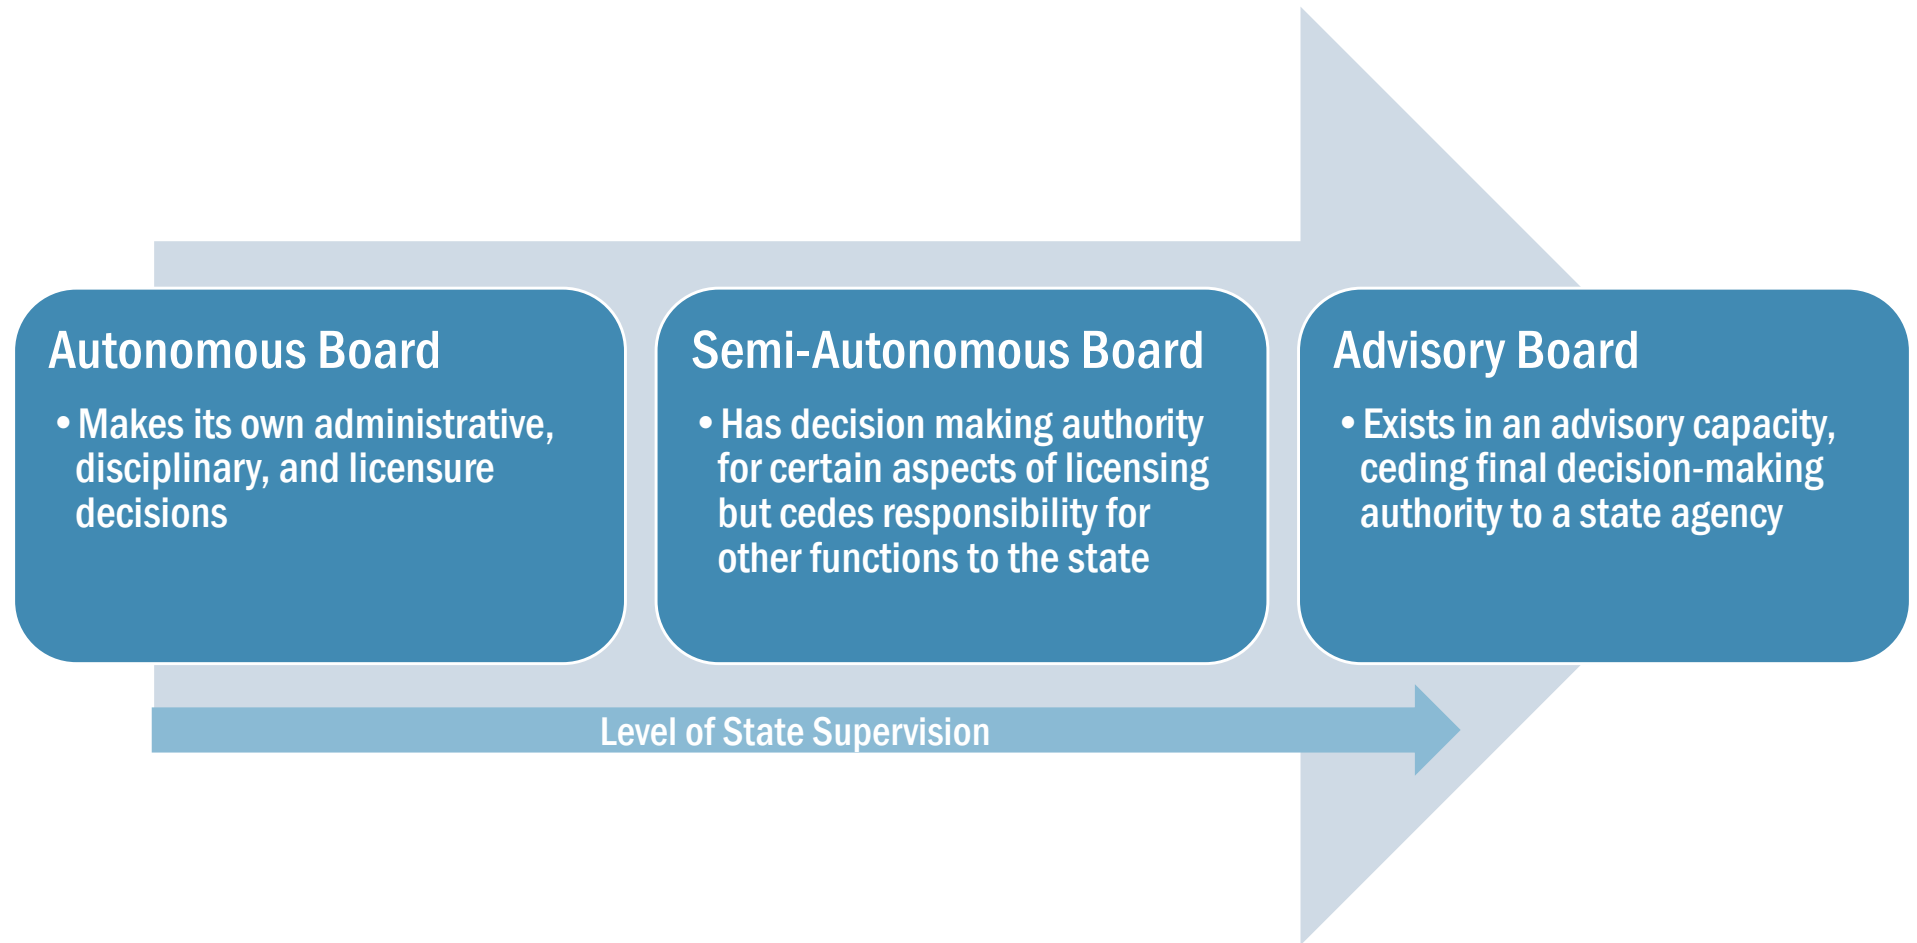 Autonomous Board
•Makes its own administrative,
disciplinary, and licensure
decisions
Semi-Autonomous Board
•Has decision making authority
for certain aspects of licensing
but cedes responsibility for
other functions to the state
Advisory Board
•Exists in an advisory capacity,
ceding final decision-making
authority to a state agency
Level of State Supervision